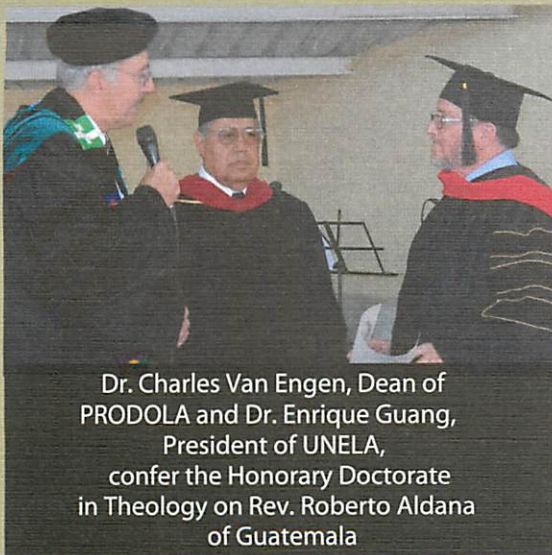 Dr. Charles Van Engen, Dean of
PRODOLA and Dr. Enrique Guang,
President of UNELA,
confer the Honorary Doctorate
in Theology on Rev. Roberto Aldana
of Guatemala